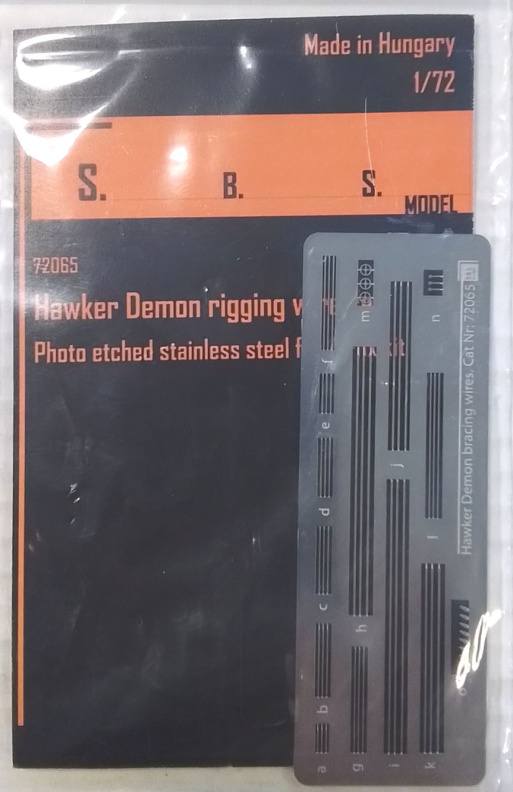 Made in Hungary
1/72
S. B. S. MODEL
72065
Hawker Demon rigging
Photo etched stainless steel
kit
Hawker Demon bracing wires. Cat Nr: 72065
f
e
d
c
b
a
m
h
g
j
i
n
l
k
o